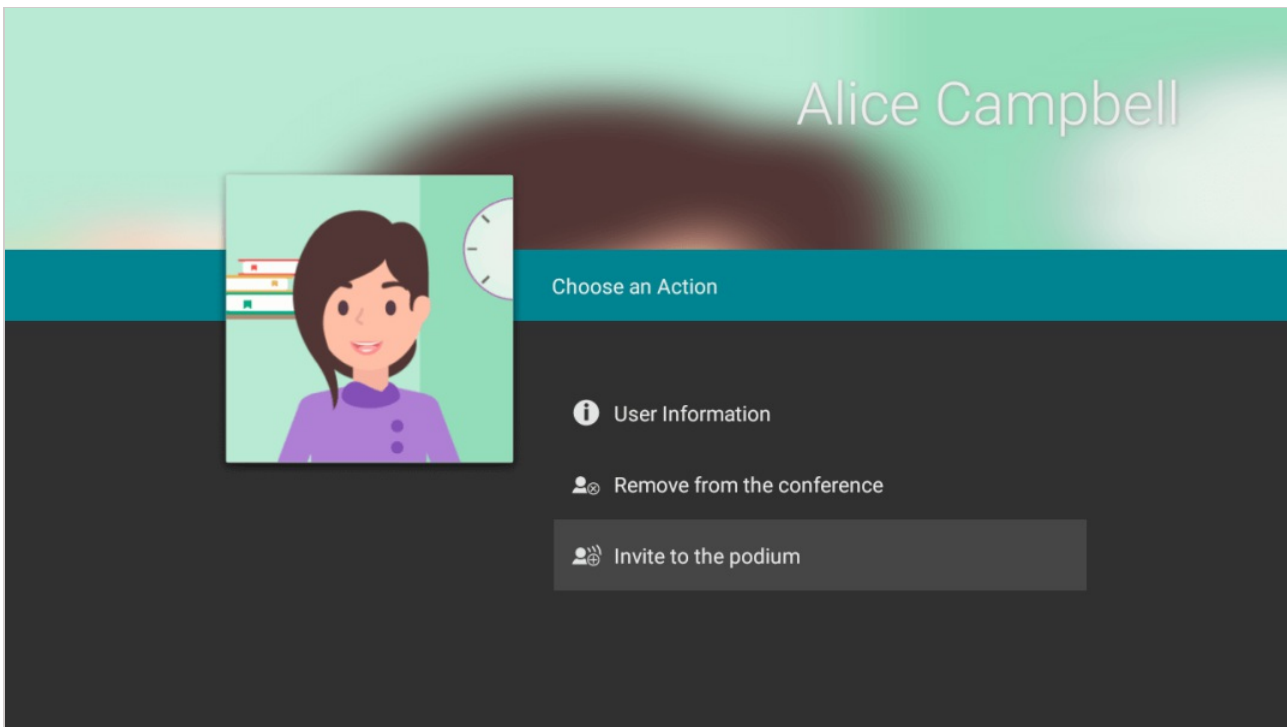 Alice Campbell
Choose an Action
User Information
Remove from the conference
Invite to the podium